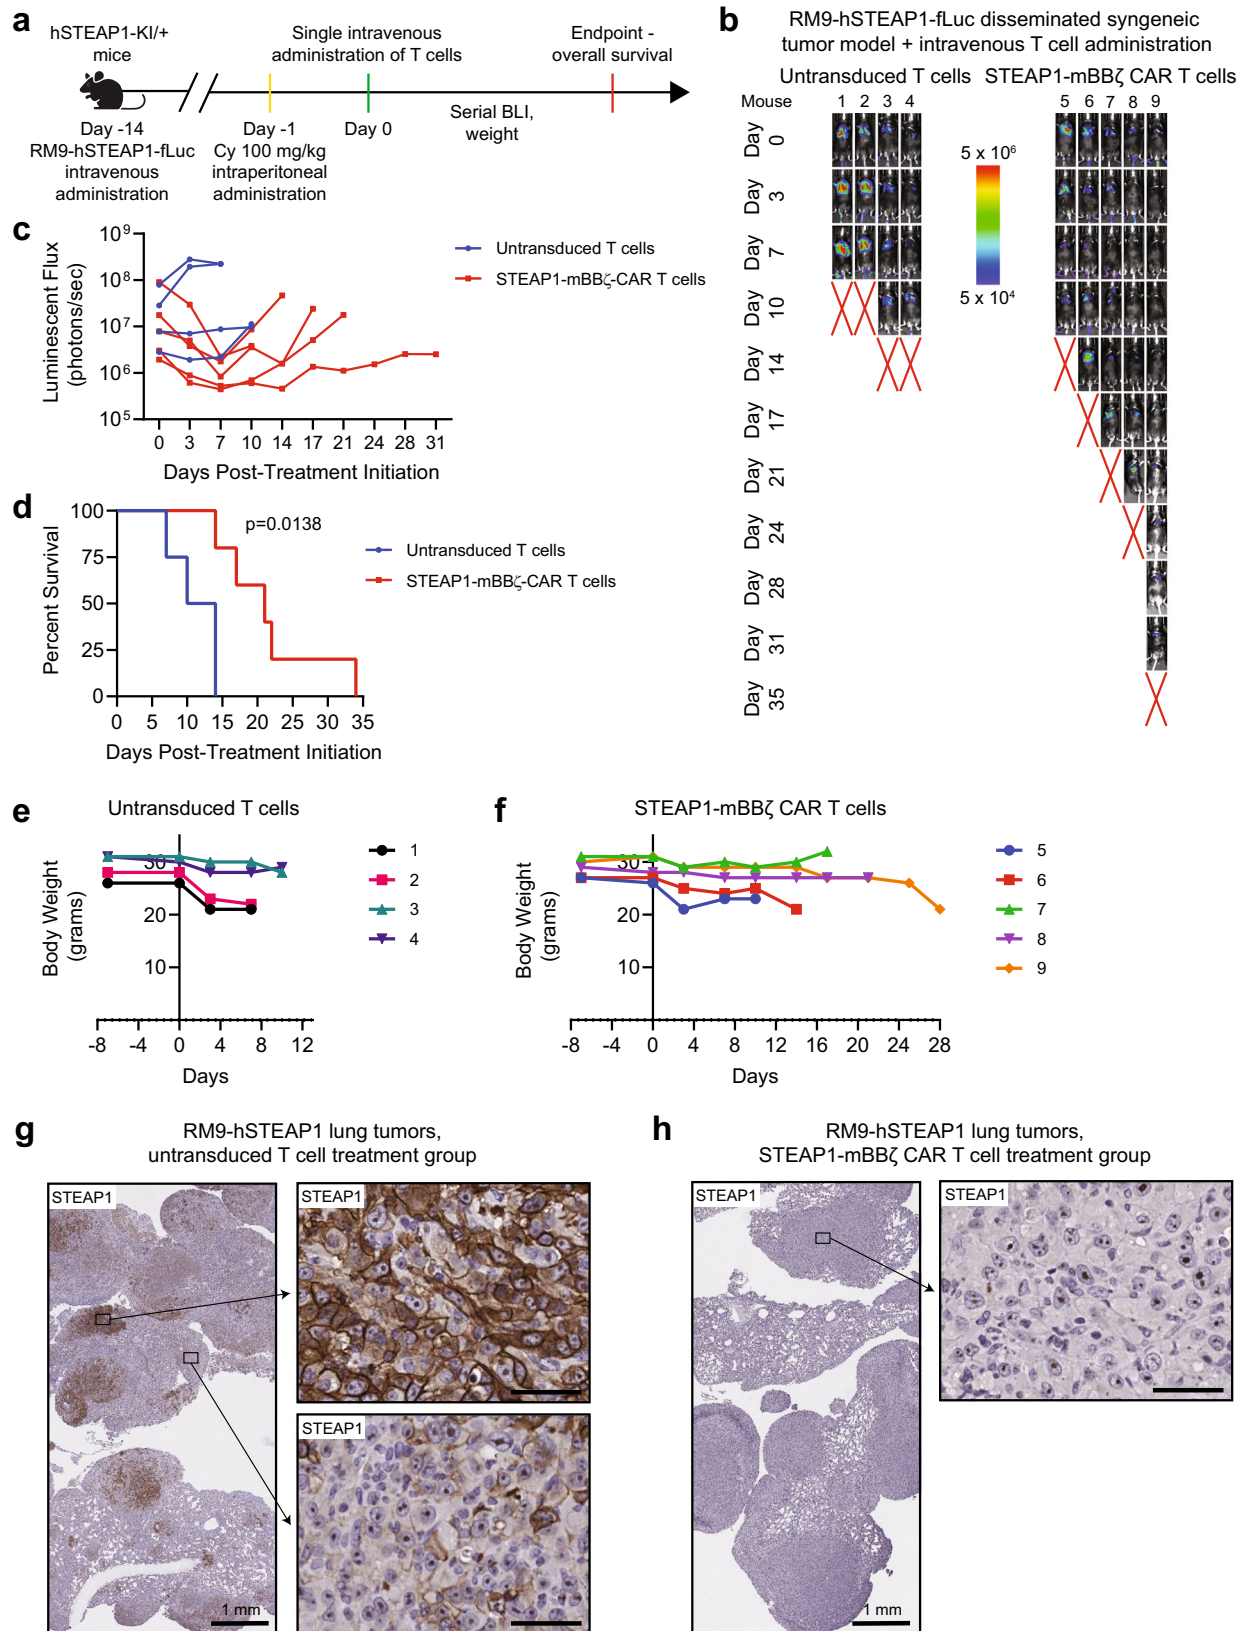 a
hSTEAP1-KI/+
mice
Single intravenous
administration of T cells
Endpoint -
overall survival
Day -14
RM9-hSTEAP1-fLuc
intravenous
administration
Day -1
Cy 100 mg/kg
intraperitoneal
administration
Day 0
Serial BLI,
weight
b
RM9-hSTEAP1-fLuc disseminated syngeneic
tumor model + intravenous T cell administration
Untransduced T cells
STEAP1-mBBζ CAR T cells
Mouse
1 2 3 4
5 6 7 8 9
Day 0
Day 3
Day 7
Day 10
Day 14
Day 17
Day 21
Day 24
Day 28
Day 31
Day 35
5 x 10⁶
5 x 10⁴
c
Luminescent Flux
(photons/sec)
10⁹
10⁸
10⁷
10⁶
10⁵
0 3 7 10 14 17 21 24 28 31
Days Post-Treatment Initiation
Untransduced T cells
STEAP1-mBBζ-CAR T cells
d
Percent Survival
100
75
50
25
0
0 5 10 15 20 25 30 35
Days Post-Treatment Initiation
p=0.0138
Untransduced T cells
STEAP1-mBBζ-CAR T cells
e
Untransduced T cells
Body Weight
(grams)
30
20
10
-8 -4 0 4 8 12
Days
1
2
3
4
f
STEAP1-mBBζ CAR T cells
Body Weight
(grams)
30
20
10
-8 -4 0 4 8 12 16 20 24 28
Days
5
6
7
8
9
g
RM9-hSTEAP1 lung tumors,
untransduced T cell treatment group
STEAP1
1 mm
STEAP1
STEAP1
h
RM9-hSTEAP1 lung tumors,
STEAP1-mBBζ CAR T cell treatment group
STEAP1
1 mm
STEAP1